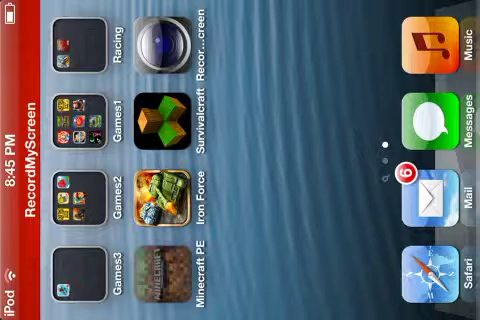 iPod 8:45 PM
RecordMyScreen
Games3 Games2 Games1 Racing
MINECRAFT
Minecraft PE Iron Force Survivalcraft Recor...creen
6
Safari Mail Messages Music